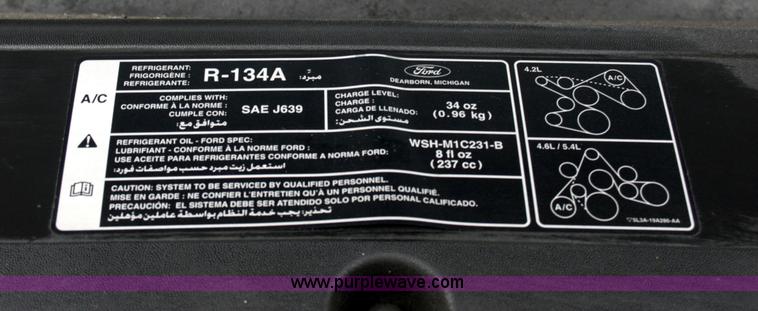 A/C
REFRIGERANT:
FRIGORIGÈNE :
REFRIGERANTE:
R-134A
مبرّد:
Ford
DEARBORN, MICHIGAN
COMPLIES WITH:
CONFORME À LA NORME :
CUMPLE CON:
متوافق مع:
SAE J639
CHARGE LEVEL:
CHARGE :
CARGA DE LLENADO:
مستوى الشحن:
34 oz
(0.96 kg)
REFRIGERANT OIL - FORD SPEC:
LUBRIFIANT - CONFORME À LA NORME FORD :
USE ACEITE PARA REFRIGERANTES CONFORME A NORMA FORD:
استعمل زيت مبرد حسب مواصفات فورد:
WSH-M1C231-B
8 fl oz
(237 cc)
CAUTION: SYSTEM TO BE SERVICED BY QUALIFIED PERSONNEL.
MISE EN GARDE : NE CONFIER L'ENTRETIEN QU'À UN PERSONNEL QUALIFIÉ.
PRECAUCIÓN: EL SISTEMA DEBE SER ATENDIDO SOLO POR PERSONAL CALIFICADO.
تحذير: يجب خدمة النظام بواسطة عاملين مؤهلين
4.2L
A/C
4.6L / 5.4L
A/C
5L3A-19A290-AA
www.purplewave.com